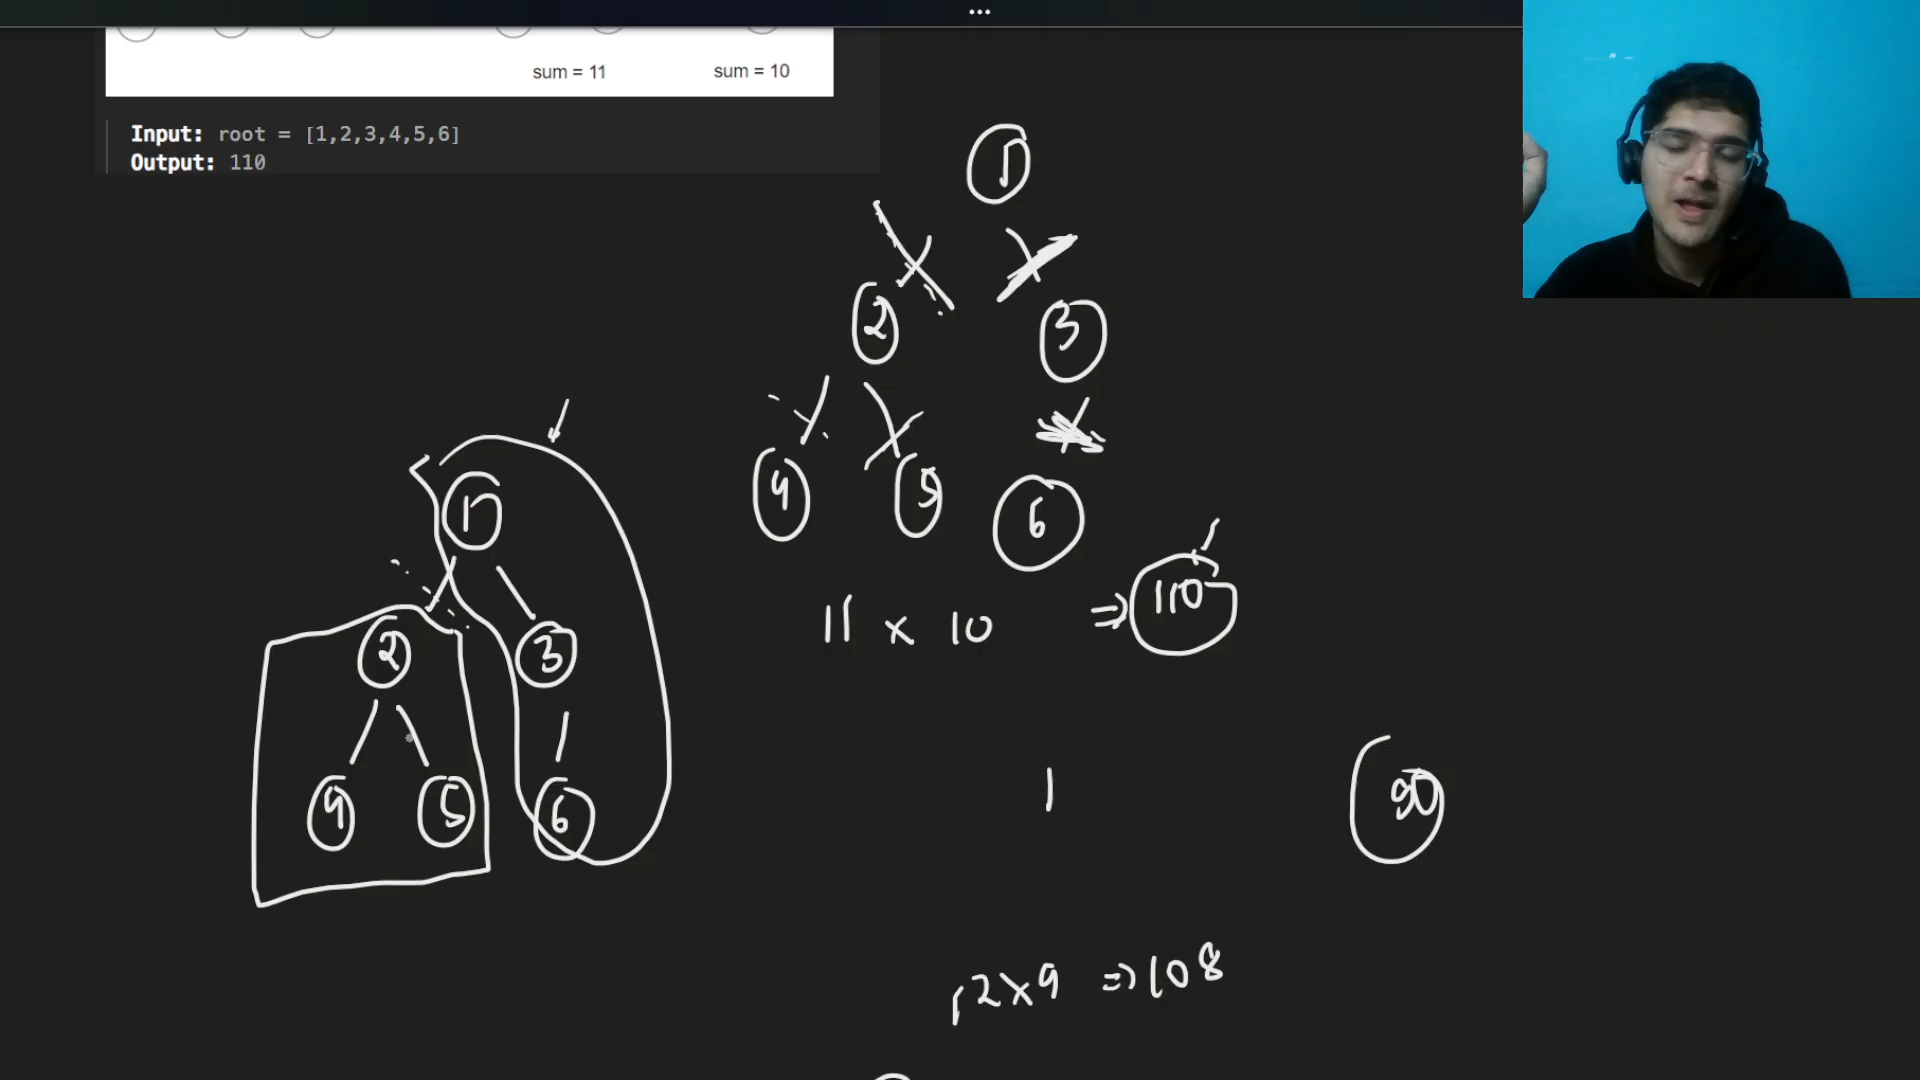 ...
sum = 11
sum = 10
Input: root = [1,2,3,4,5,6]
Output: 110
1
2
3
4
5
6
1
2
3
4
5
6
11 x 10 => 110
1
90
12x9 => 108